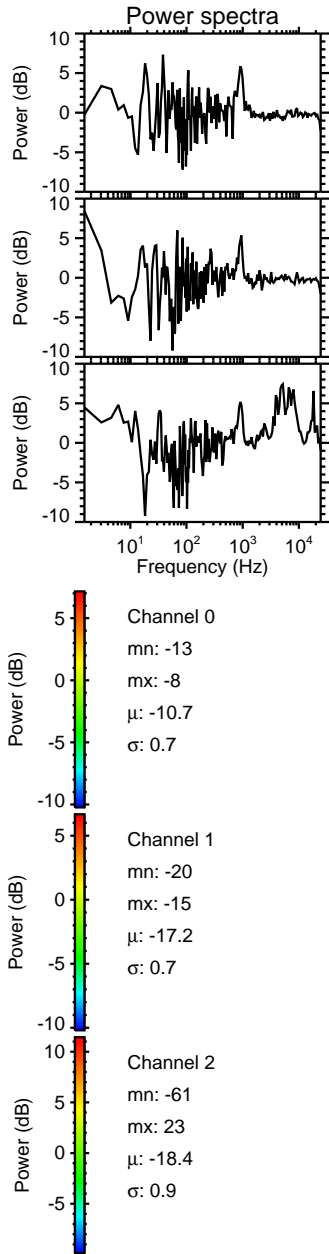 Power spectra
10
5
0
-5
-10
Power (dB)
10
5
0
-5
-10
Power (dB)
10
5
0
-5
-10
Power (dB)
10¹ 10² 10³ 10⁴
Frequency (Hz)
5
0
-5
-10
Power (dB)
Channel 0
mn: -13
mx: -8
μ: -10.7
σ: 0.7
5
0
-5
-10
Power (dB)
Channel 1
mn: -20
mx: -15
μ: -17.2
σ: 0.7
10
5
0
-5
Power (dB)
Channel 2
mn: -61
mx: 23
μ: -18.4
σ: 0.9